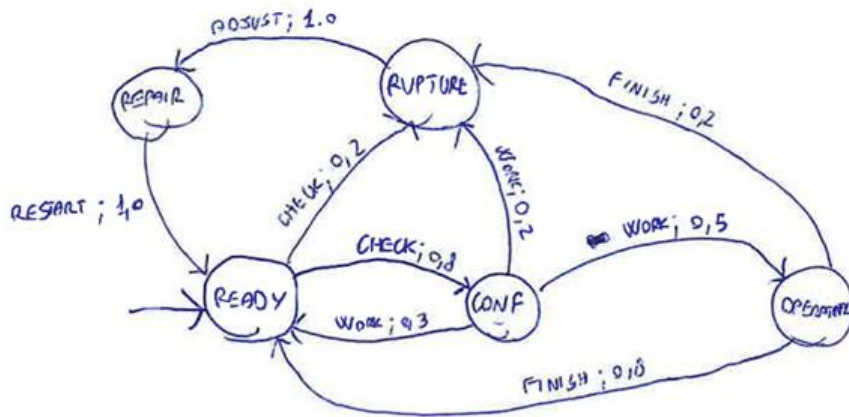 ADJUST; 1.0
RUPTURE
REPAIR
FINISH; 0,2
CHECK; 0,2
WORK; 0,2
RESTART; 1,0
CHECK; 0,8
WORK; 0,5
READY
CONF
WORK; 0,3
FINISH; 0,8